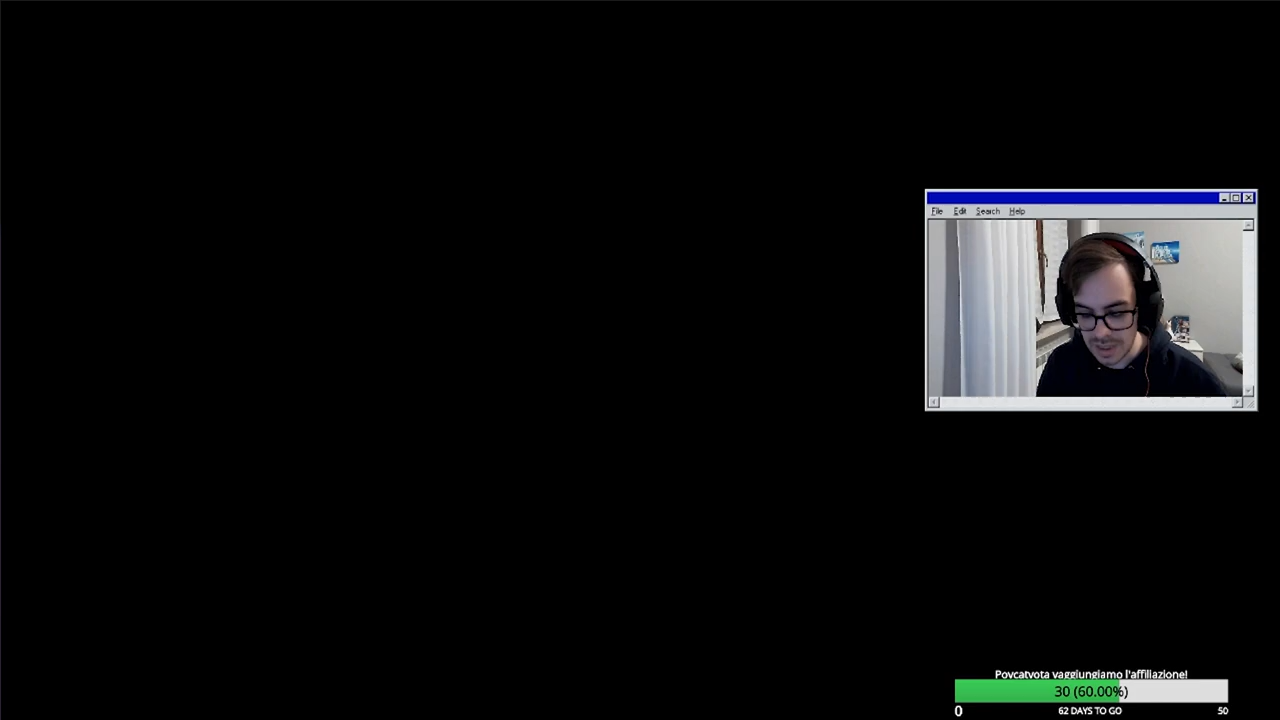 File Edit Search Help
Povcatvota vaggiungiamo l'affiliazione!
30 (60.00%)
0 62 DAYS TO GO 50